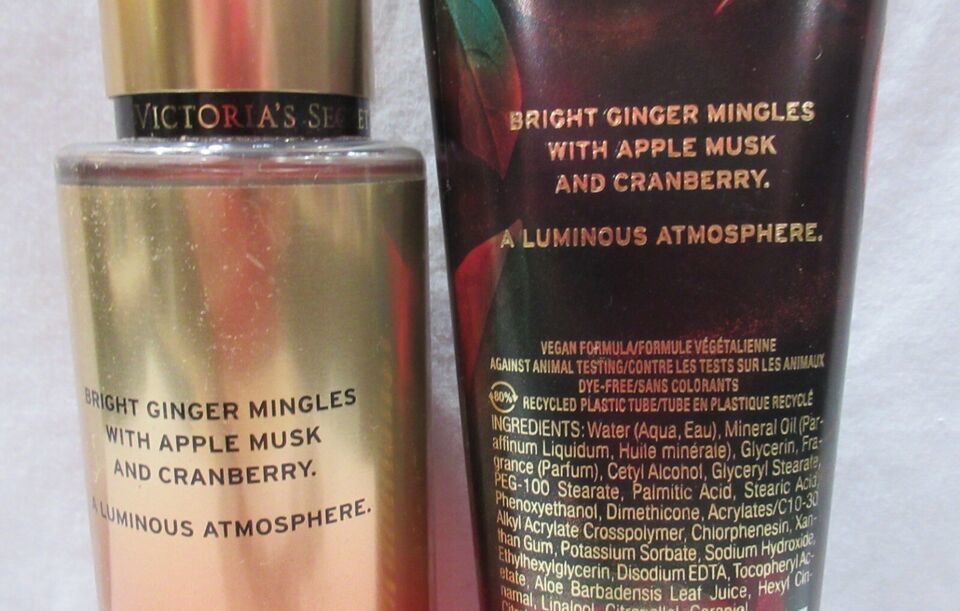 VICTORIA'S SECRET
BRIGHT GINGER MINGLES
WITH APPLE MUSK
AND CRANBERRY.
A LUMINOUS ATMOSPHERE.
BRIGHT GINGER MINGLES
WITH APPLE MUSK
AND CRANBERRY.
A LUMINOUS ATMOSPHERE.
VEGAN FORMULA/FORMULE VÉGÉTALIENNE
AGAINST ANIMAL TESTING/CONTRE LES TESTS SUR LES ANIMAUX
DYE-FREE/SANS COLORANTS
80% RECYCLED PLASTIC TUBE/TUBE EN PLASTIQUE RECYCLÉ
INGREDIENTS: Water (Aqua, Eau), Mineral Oil (Par-
affinum Liquidum, Huile minérale), Glycerin, Fra-
grance (Parfum), Cetyl Alcohol, Glyceryl Stearate,
PEG-100 Stearate, Palmitic Acid, Stearic Acid,
Phenoxyethanol, Dimethicone, Acrylates/C10-30
Alkyl Acrylate Crosspolymer, Chlorphenesin, Xan-
than Gum, Potassium Sorbate, Sodium Hydroxide,
Ethylhexylglycerin, Disodium EDTA, Tocopheryl Ac-
etate, Aloe Barbadensis Leaf Juice, Hexyl Cin-
namal, Linalool, Citronellol, Geraniol